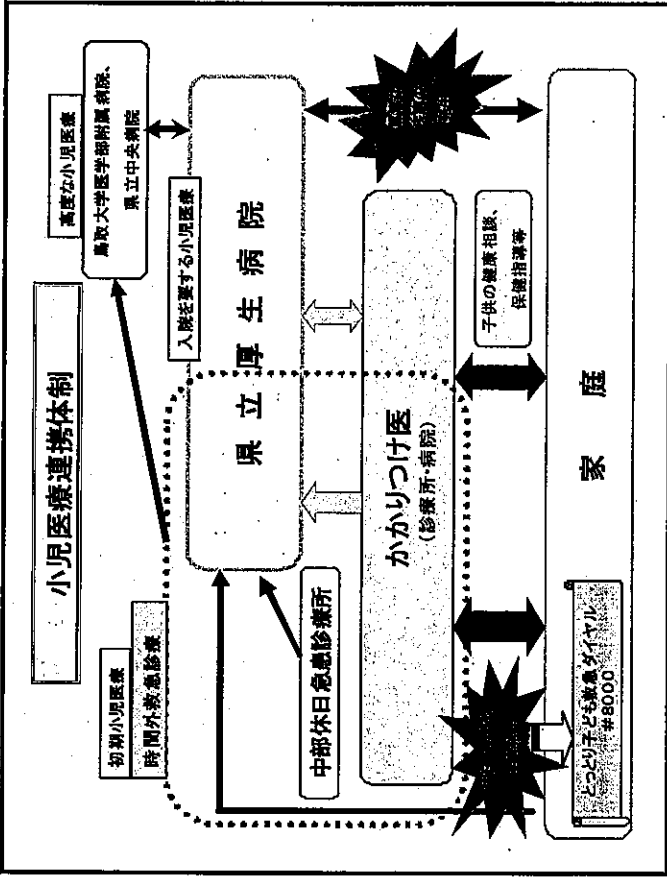 小児医療連携体制
初期小児医療
時間外救急診療
高度な小児医療
鳥取大学医学部附属病院、
県立中央病院
入院を要する小児医療
県立厚生病院
中部休日急患診療所
かかりつけ医
（診療所・病院）
子供の健康相談、
保健指導等
家庭
とっとり子ども救急ダイヤル
#8000